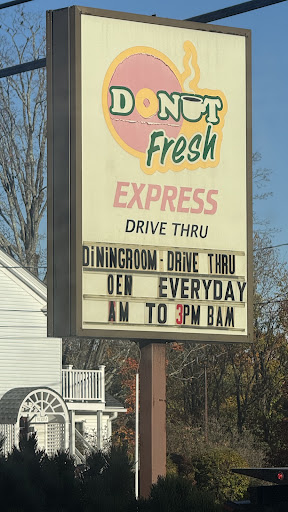 DONUT
Fresh
EXPRESS
DRIVE THRU
DiNiNGROOM - DRiVE THRU
OEN EVERYDAY
AM TO 3PM BAM